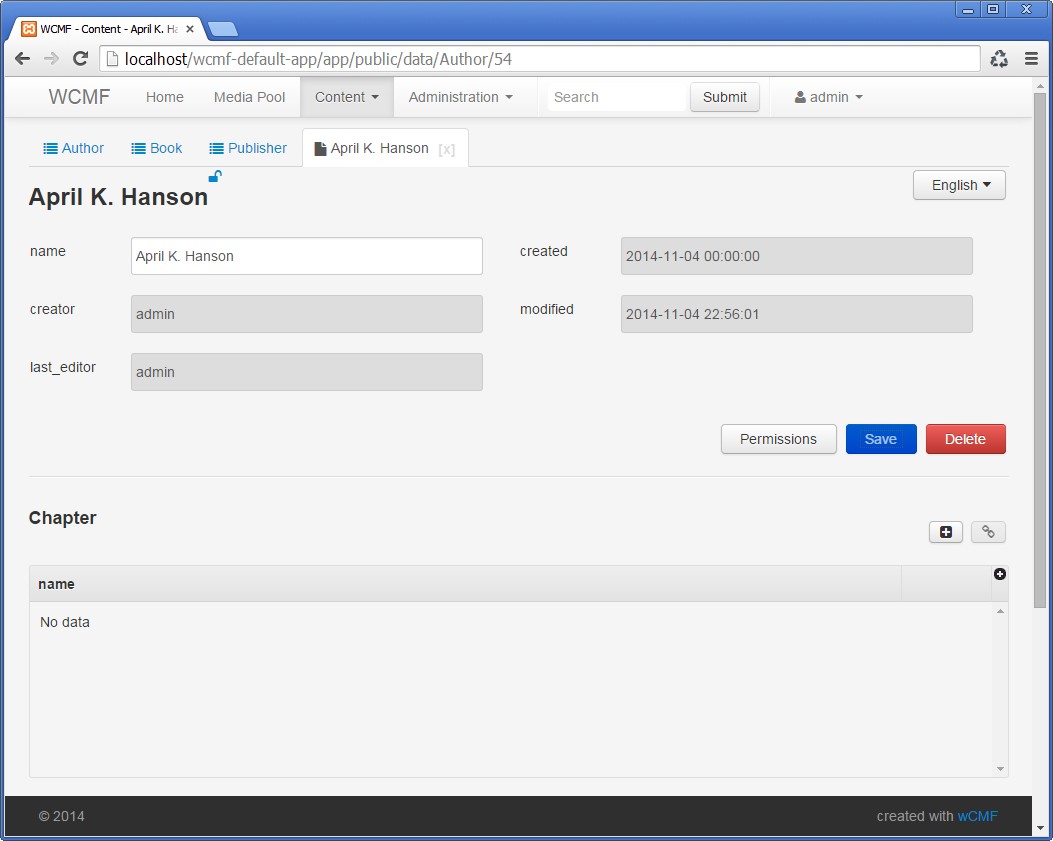 WCMF - Content - April K. Ha
localhost/wcmf-default-app/app/public/data/Author/54
WCMF Home Media Pool Content Administration Search Submit admin
Author Book Publisher April K. Hanson [x]
April K. Hanson English
name April K. Hanson created 2014-11-04 00:00:00
creator admin modified 2014-11-04 22:56:01
last_editor admin
Permissions Save Delete
Chapter
name
No data
© 2014 created with wCMF